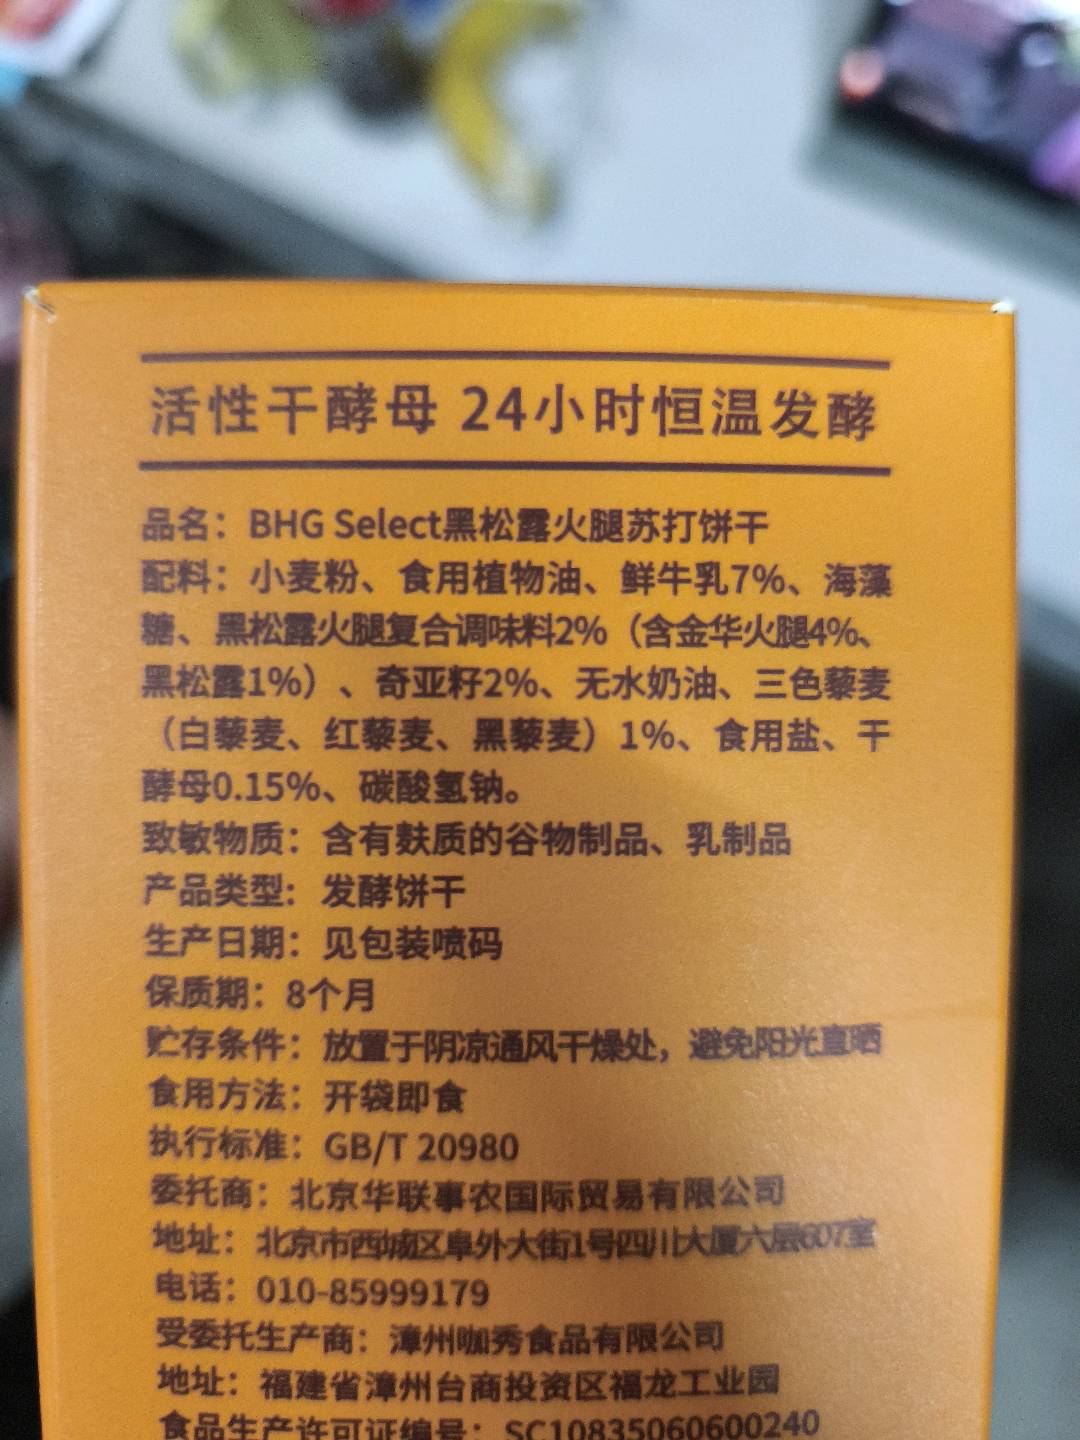 活性干酵母 24小时恒温发酵
品名：BHG Select黑松露火腿苏打饼干
配料：小麦粉、食用植物油、鲜牛乳7%、海藻
糖、黑松露火腿复合调味料2%（含金华火腿4%、
黑松露1%）、奇亚籽2%、无水奶油、三色藜麦
（白藜麦、红藜麦、黑藜麦）1%、食用盐、干
酵母0.15%、碳酸氢钠。
致敏物质：含有麸质的谷物制品、乳制品
产品类型：发酵饼干
生产日期：见包装喷码
保质期：8个月
贮存条件：放置于阴凉通风干燥处，避免阳光直晒
食用方法：开袋即食
执行标准：GB/T 20980
委托商：北京华联事农国际贸易有限公司
地址：北京市西城区阜外大街1号四川大厦六层607室
电话：010-85999179
受委托生产商：漳州咖秀食品有限公司
地址：福建省漳州台商投资区福龙工业园
食品生产许可证编号：SC10835060600240